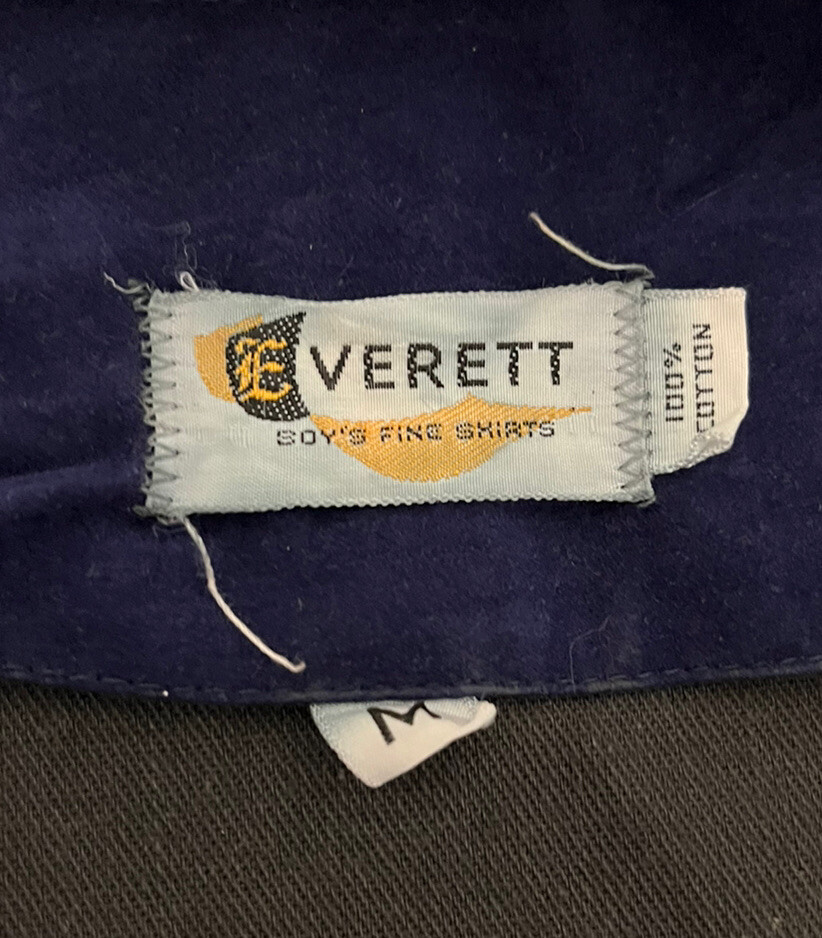 EVERETT
BOY'S FINE SHIRTS
100%
COTTON
M